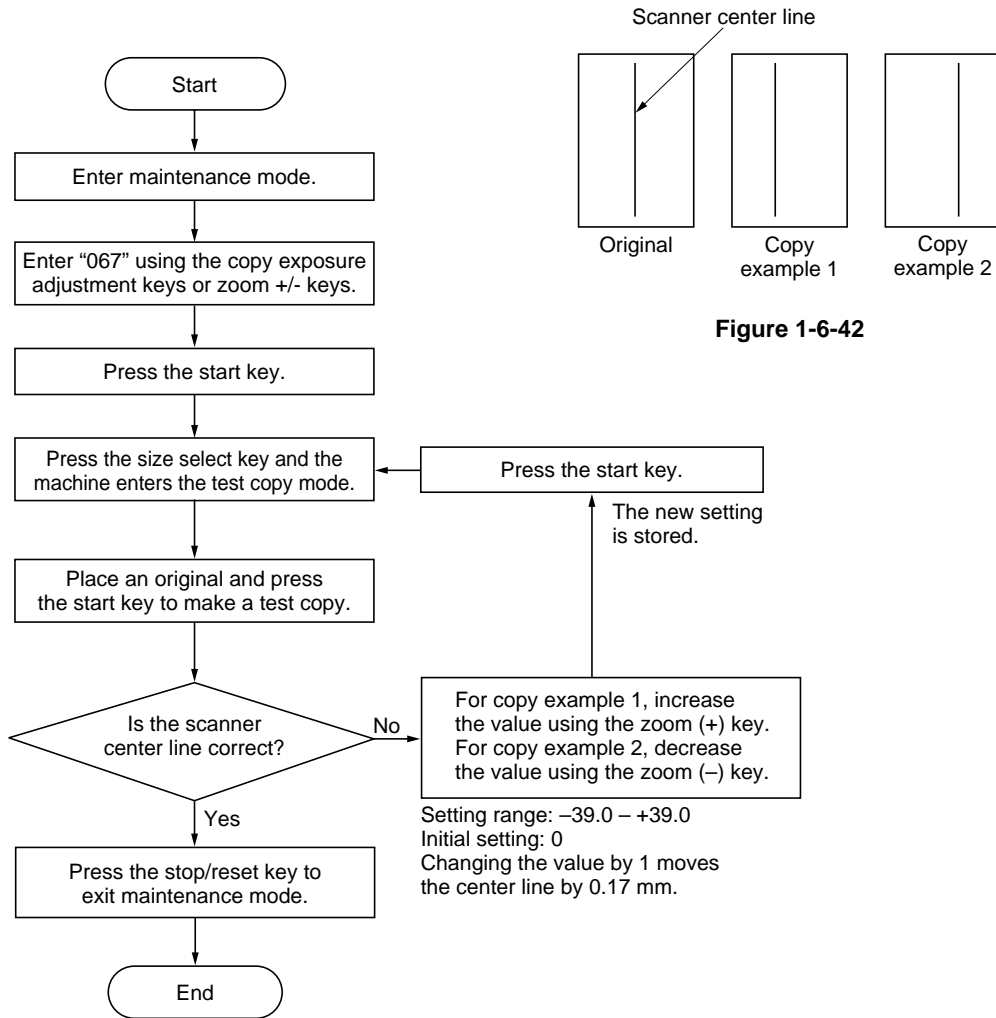 Scanner center line
Original
Copy
example 1
Copy
example 2
Figure 1-6-42
Start
Enter maintenance mode.
Enter “067” using the copy exposure
adjustment keys or zoom +/- keys.
Press the start key.
Press the size select key and the
machine enters the test copy mode.
Press the start key.
The new setting
is stored.
Place an original and press
the start key to make a test copy.
Is the scanner
center line correct?
No
For copy example 1, increase
the value using the zoom (+) key.
For copy example 2, decrease
the value using the zoom (–) key.
Setting range: –39.0 – +39.0
Initial setting: 0
Changing the value by 1 moves
the center line by 0.17 mm.
Yes
Press the stop/reset key to
exit maintenance mode.
End